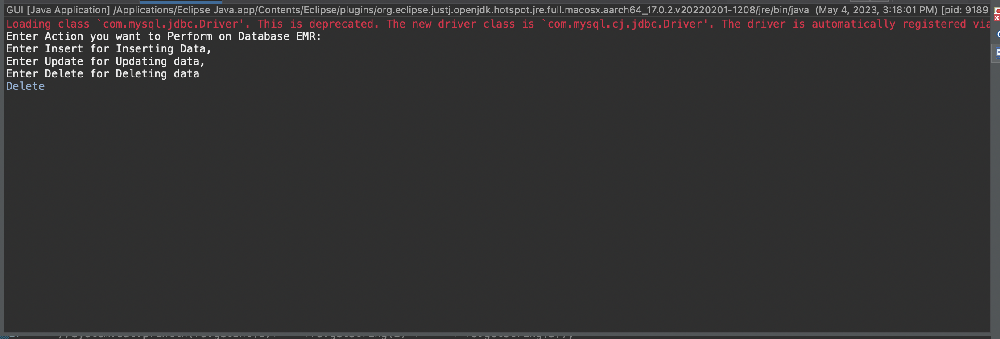 GUI [Java Application] /Applications/Eclipse Java.app/Contents/Eclipse/plugins/org.eclipse.justj.openjdk.hotspot.jre.full.macosx.aarch64_17.0.2.v20220201-1208/jre/bin/java (May 4, 2023, 3:18:01 PM) [pid: 9189
Loading class `com.mysql.jdbc.Driver'. This is deprecated. The new driver class is `com.mysql.cj.jdbc.Driver'. The driver is automatically registered via
Enter Action you want to Perform on Database EMR:
Enter Insert for Inserting Data,
Enter Update for Updating data,
Enter Delete for Deleting data
Delete